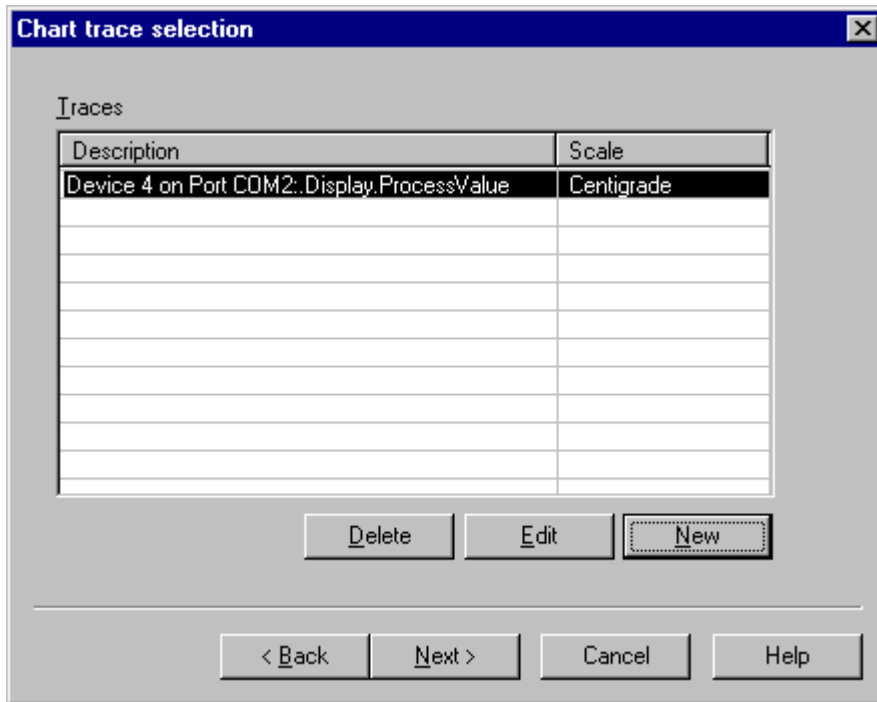 Chart trace selection
Traces
Description Scale
Device 4 on Port COM2:.Display.ProcessValue Centigrade
Delete Edit New
< Back Next > Cancel Help